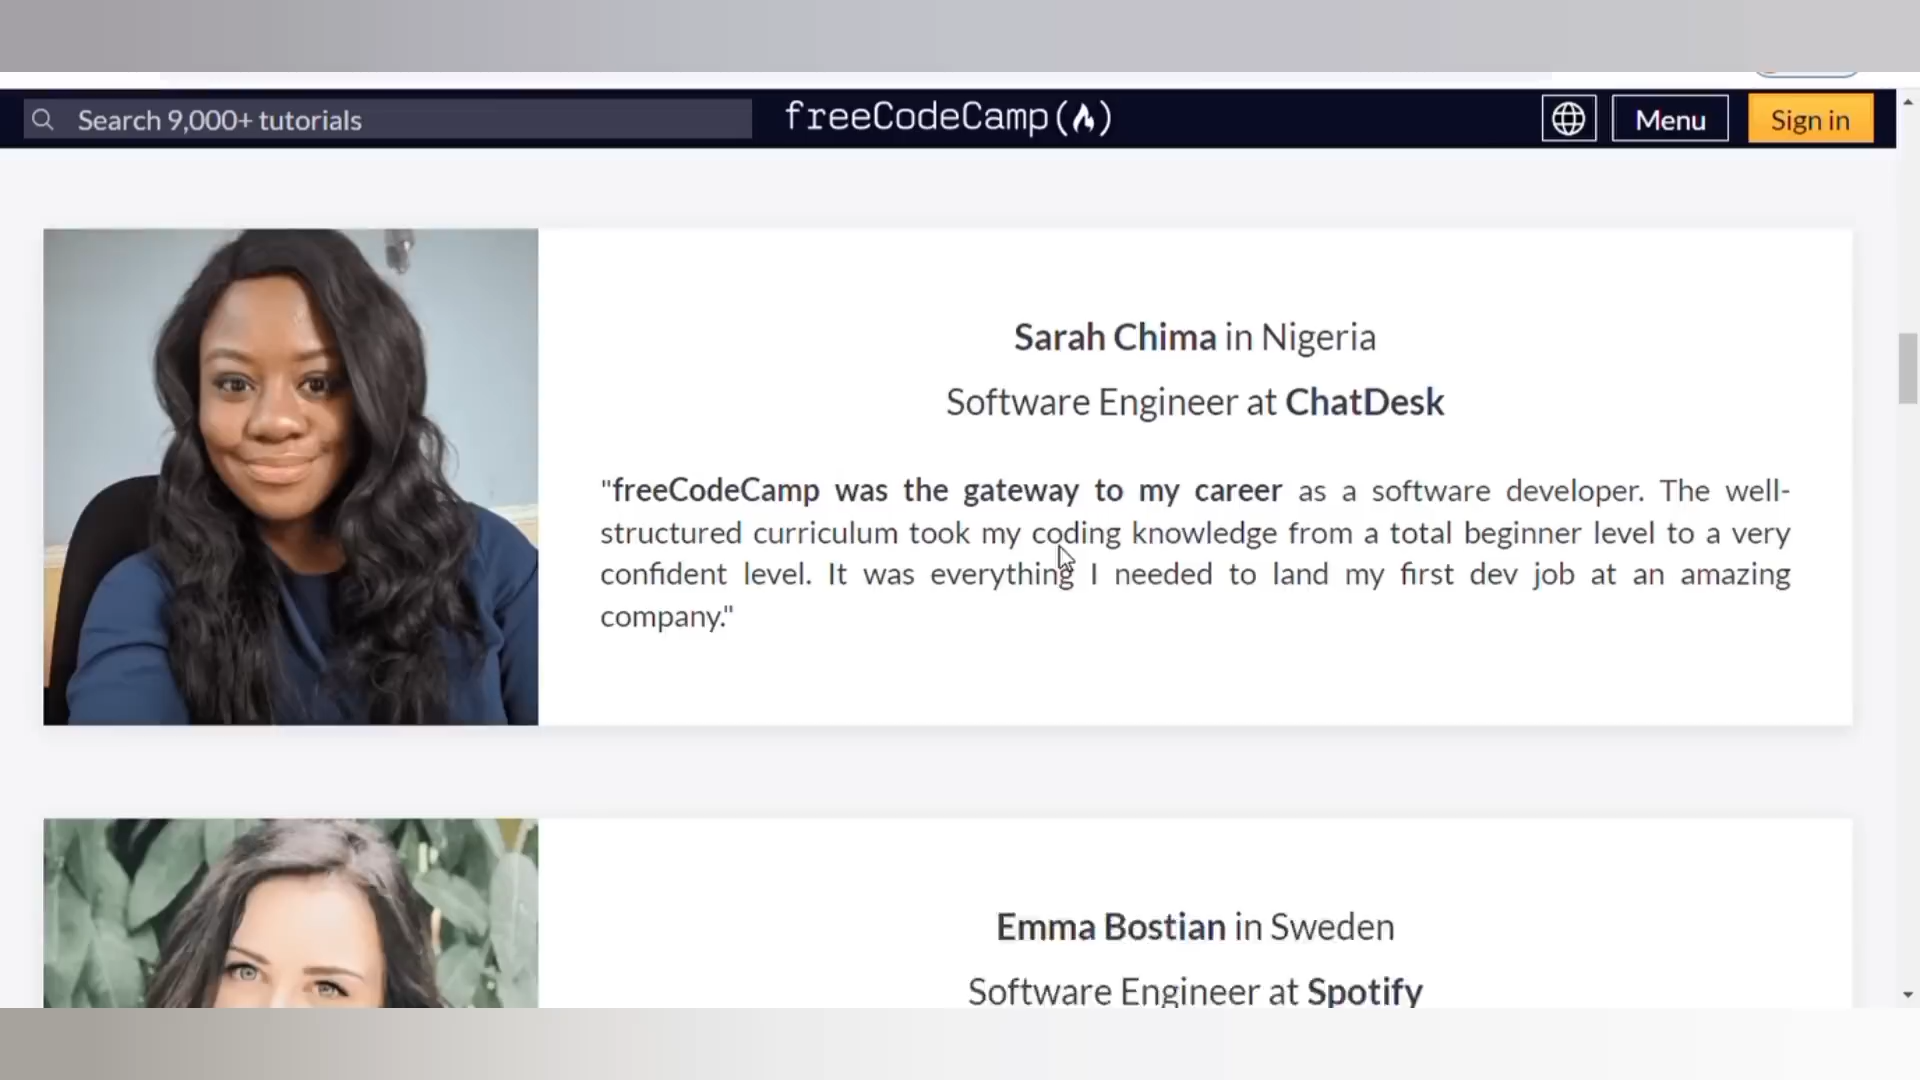 Search 9,000+ tutorials
freeCodeCamp
Menu
Sign in
Sarah Chima in Nigeria
Software Engineer at ChatDesk
"freeCodeCamp was the gateway to my career as a software developer. The well-
structured curriculum took my coding knowledge from a total beginner level to a very
confident level. It was everything I needed to land my first dev job at an amazing
company."
Emma Bostian in Sweden
Software Engineer at Spotify